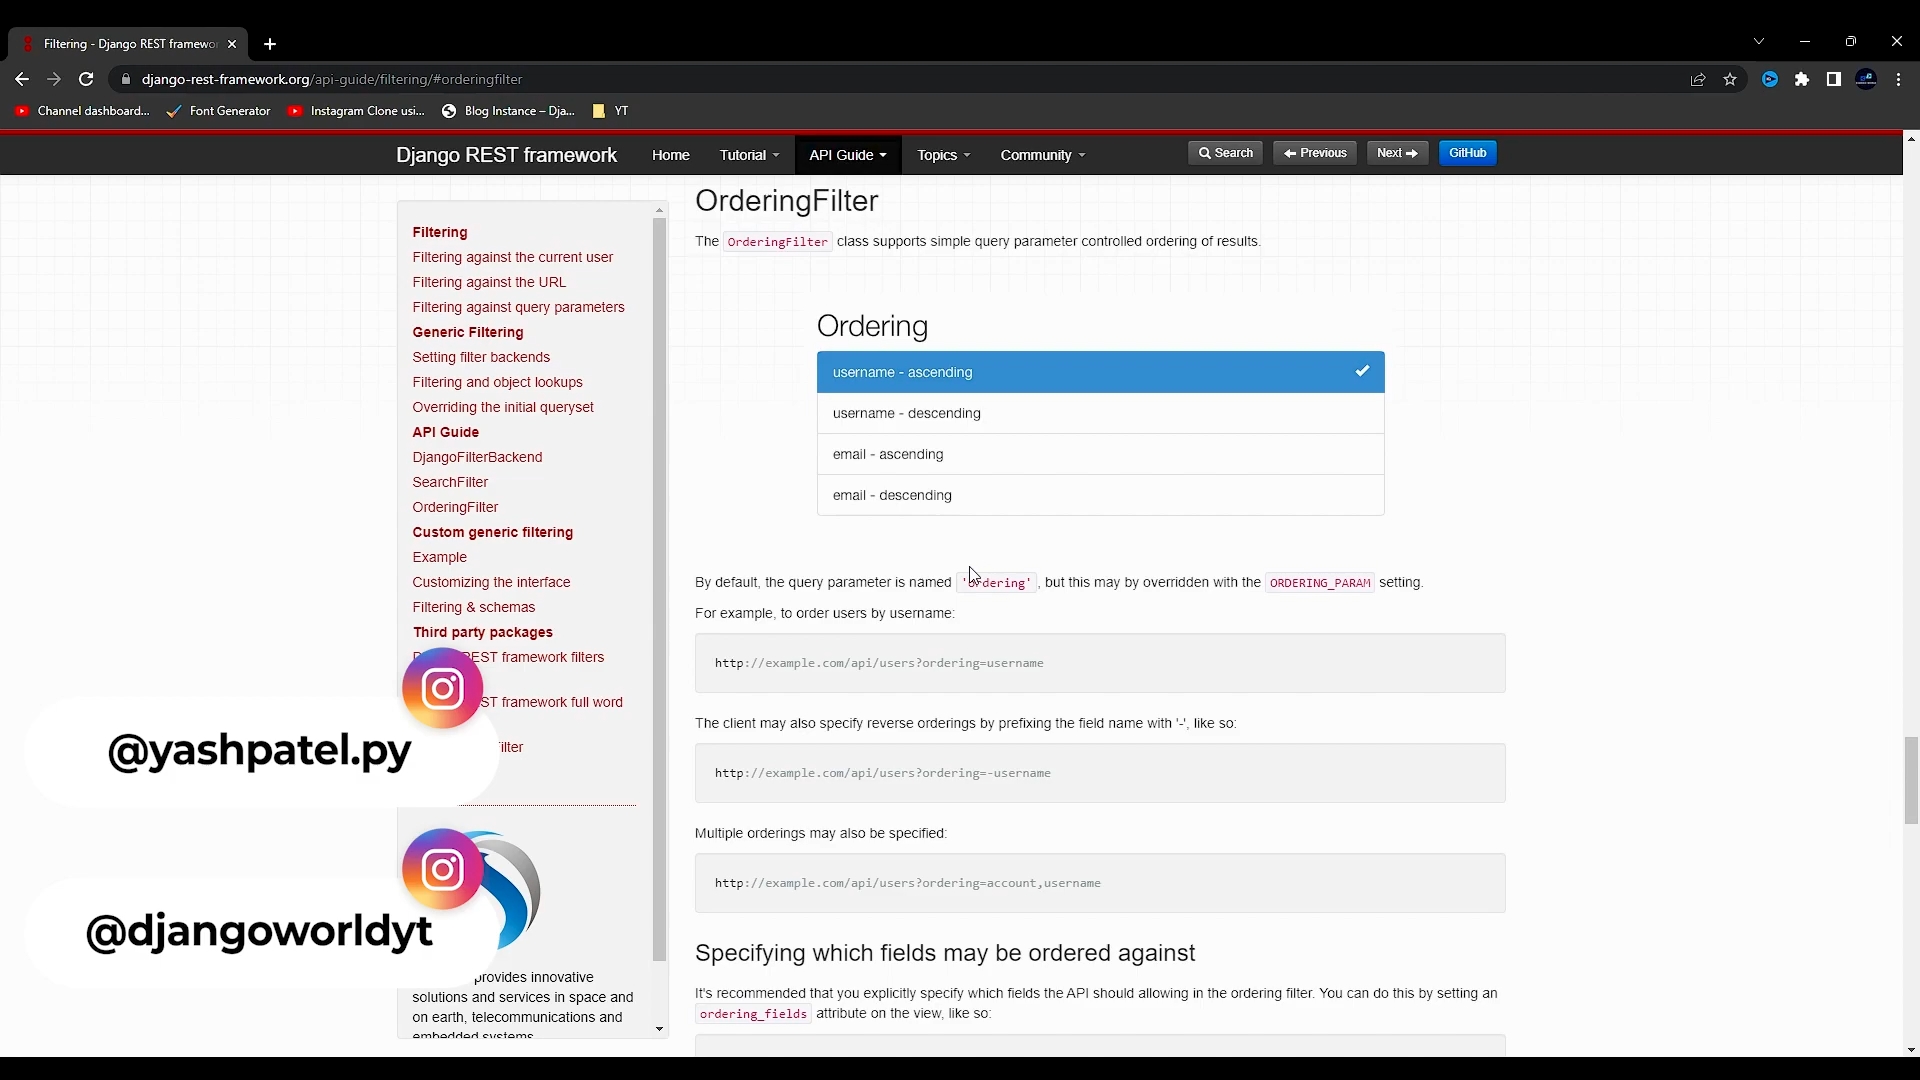 Filtering - Django REST framewor
django-rest-framework.org/api-guide/filtering/#orderingfilter
Channel dashboard...
Font Generator
Instagram Clone usi...
Blog Instance – Dja...
YT
Django REST framework
Home
Tutorial
API Guide
Topics
Community
Search
Previous
Next
GitHub
Filtering
Filtering against the current user
Filtering against the URL
Filtering against query parameters
Generic Filtering
Setting filter backends
Filtering and object lookups
Overriding the initial queryset
API Guide
DjangoFilterBackend
SearchFilter
OrderingFilter
Custom generic filtering
Example
Customizing the interface
Filtering & schemas
Third party packages
REST framework filters
ST framework full word
ilter
provides innovative
solutions and services in space and
on earth, telecommunications and
embedded systems
@yashpatel.py
@djangoworldyt
OrderingFilter
The OrderingFilter class supports simple query parameter controlled ordering of results.
Ordering
username - ascending
username - descending
email - ascending
email - descending
By default, the query parameter is named 'ordering', but this may by overridden with the ORDERING_PARAM setting.
For example, to order users by username:
http://example.com/api/users?ordering=username
The client may also specify reverse orderings by prefixing the field name with '-', like so:
http://example.com/api/users?ordering=-username
Multiple orderings may also be specified:
http://example.com/api/users?ordering=account,username
Specifying which fields may be ordered against
It's recommended that you explicitly specify which fields the API should allowing in the ordering filter. You can do this by setting an
ordering_fields attribute on the view, like so: